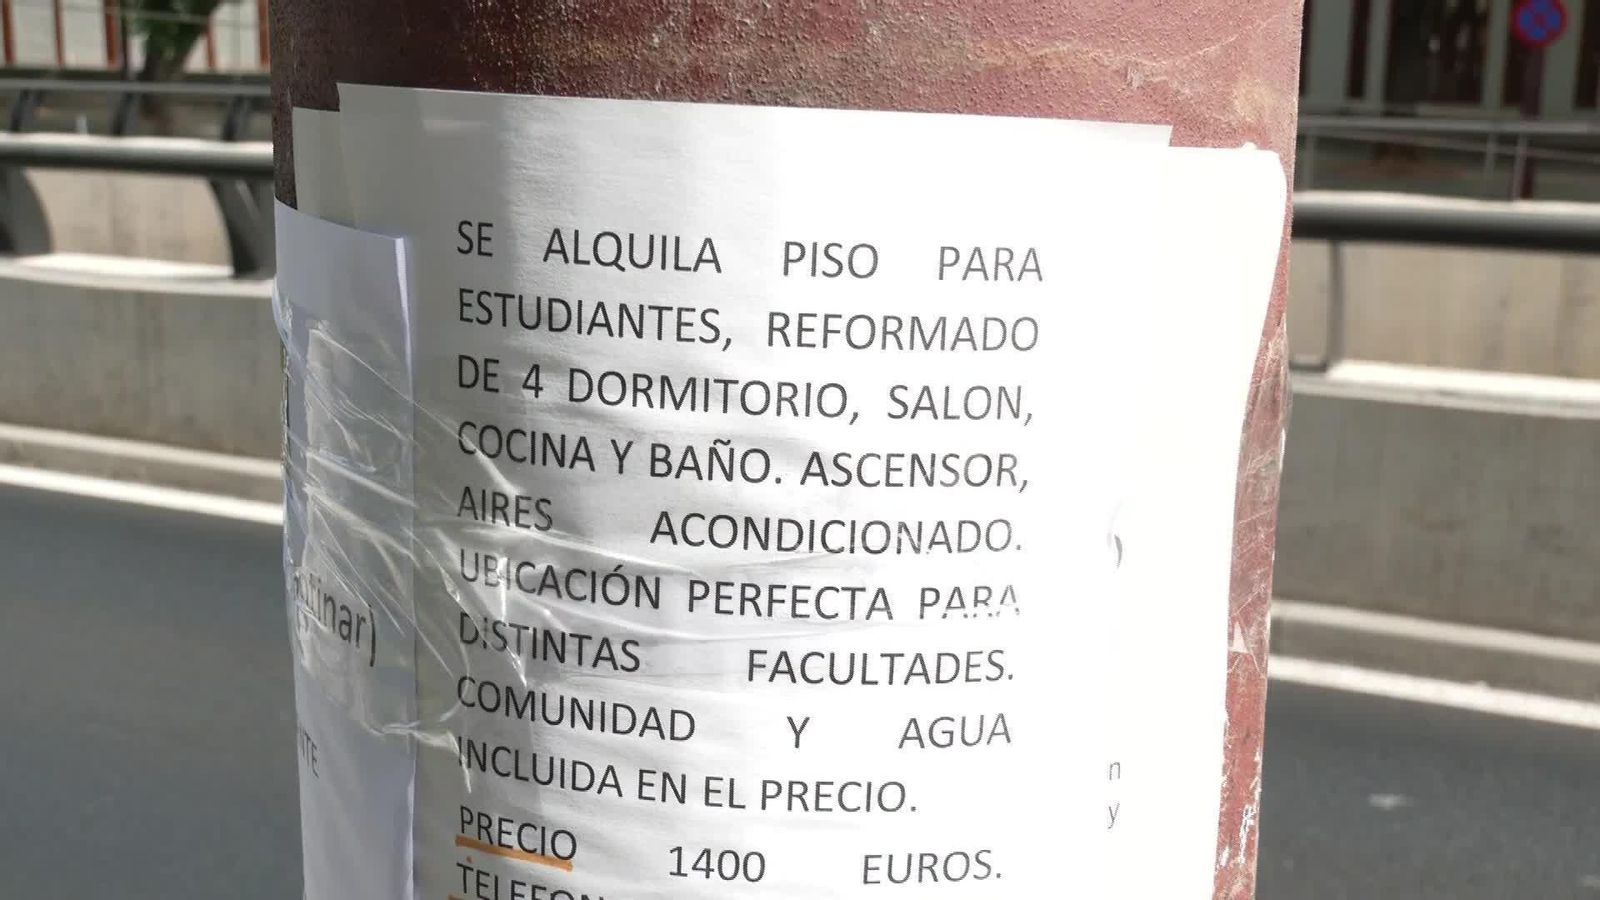 SE ALQUILA PISO PARA
ESTUDIANTES, REFORMADO
DE 4 DORMITORIO, SALON,
COCINA Y BAÑO. ASCENSOR,
AIRES ACONDICIONADO.
UBICACIÓN PERFECTA PARA
DISTINTAS FACULTADES.
COMUNIDAD Y AGUA
INCLUIDA EN EL PRECIO.
PRECIO 1400 EUROS.
n
y